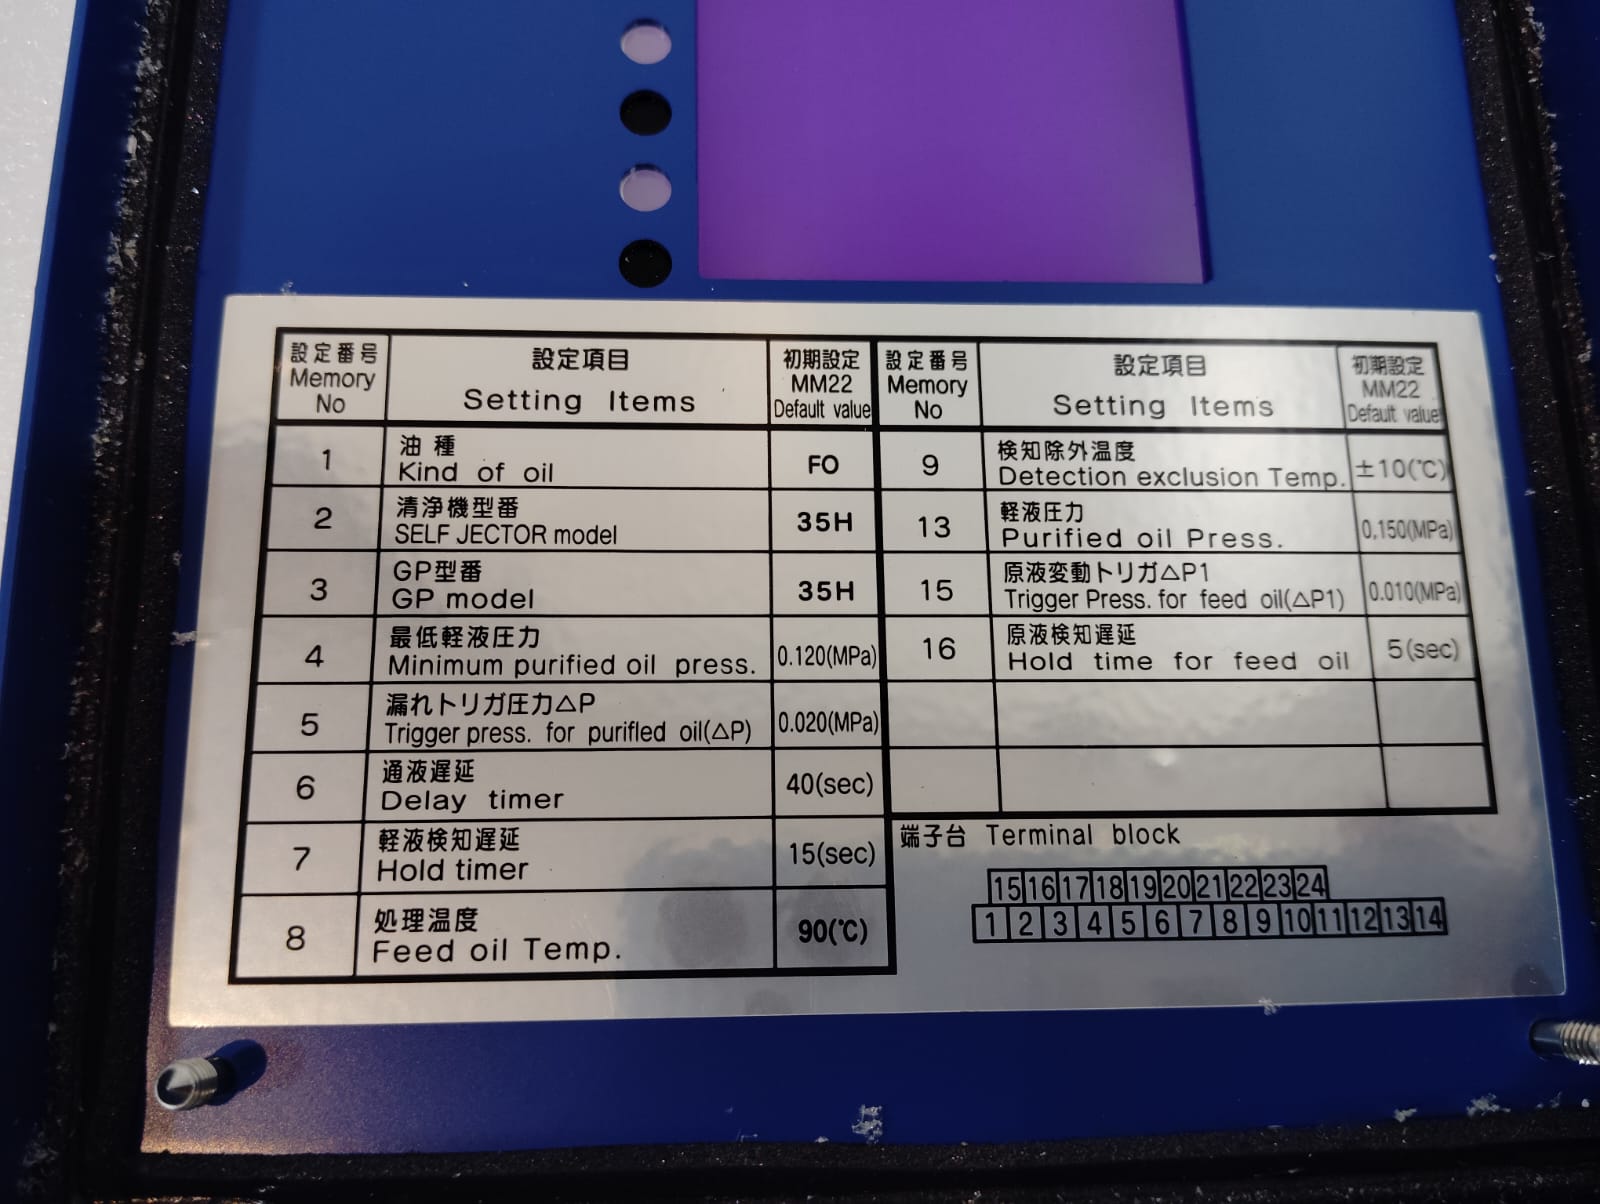 設定番号
Memory
No
設定項目
Setting Items
初期設定
MM22
Default value
設定番号
Memory
No
設定項目
Setting Items
初期設定
MM22
Default value
1
油種
Kind of oil
FO
9
検知除外温度
Detection exclusion Temp.
±10(℃)
2
清浄機型番
SELF JECTOR model
35H
13
軽液圧力
Purified oil Press.
0,150(MPa)
3
GP型番
GP model
35H
15
原液変動トリガ△P1
Trigger Press. for feed oil(△P1)
0.010(MPa)
4
最低軽液圧力
Minimum purified oil press.
0.120(MPa)
16
原液検知遅延
Hold time for feed oil
5(sec)
5
漏れトリガ圧力△P
Trigger press. for purifled oil(△P)
0.020(MPa)
6
通液遅延
Delay timer
40(sec)
7
軽液検知遅延
Hold timer
15(sec)
8
処理温度
Feed oil Temp.
90(℃)
端子台 Terminal block
15 16 17 18 19 20 21 22 23 24
1 2 3 4 5 6 7 8 9 10 11 12 13 14